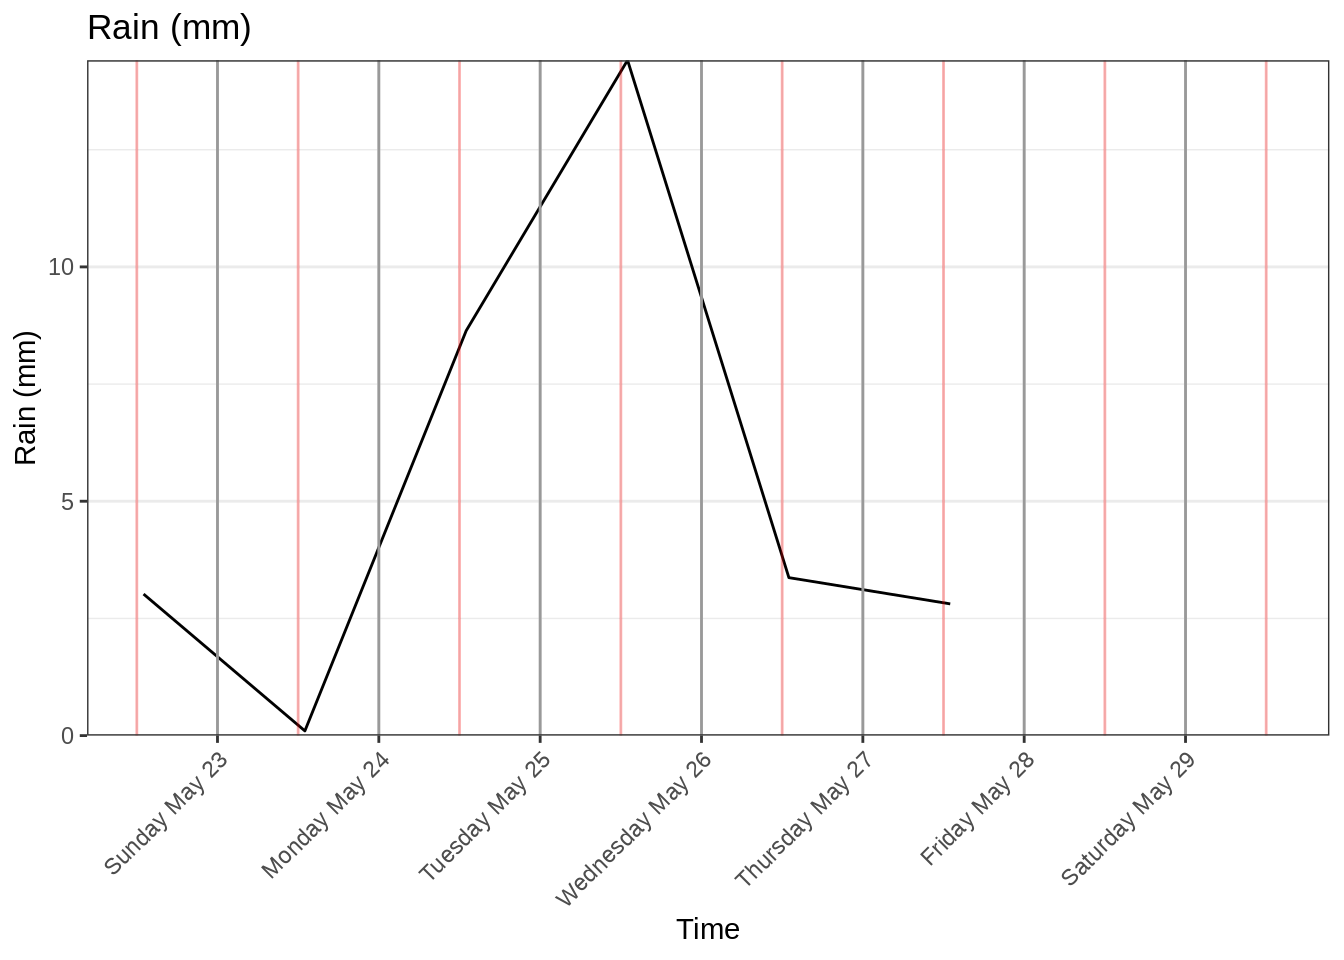 Rain (mm)
Rain (mm)
10
5
0
Sunday May 23
Monday May 24
Tuesday May 25
Wednesday May 26
Thursday May 27
Friday May 28
Saturday May 29
Time